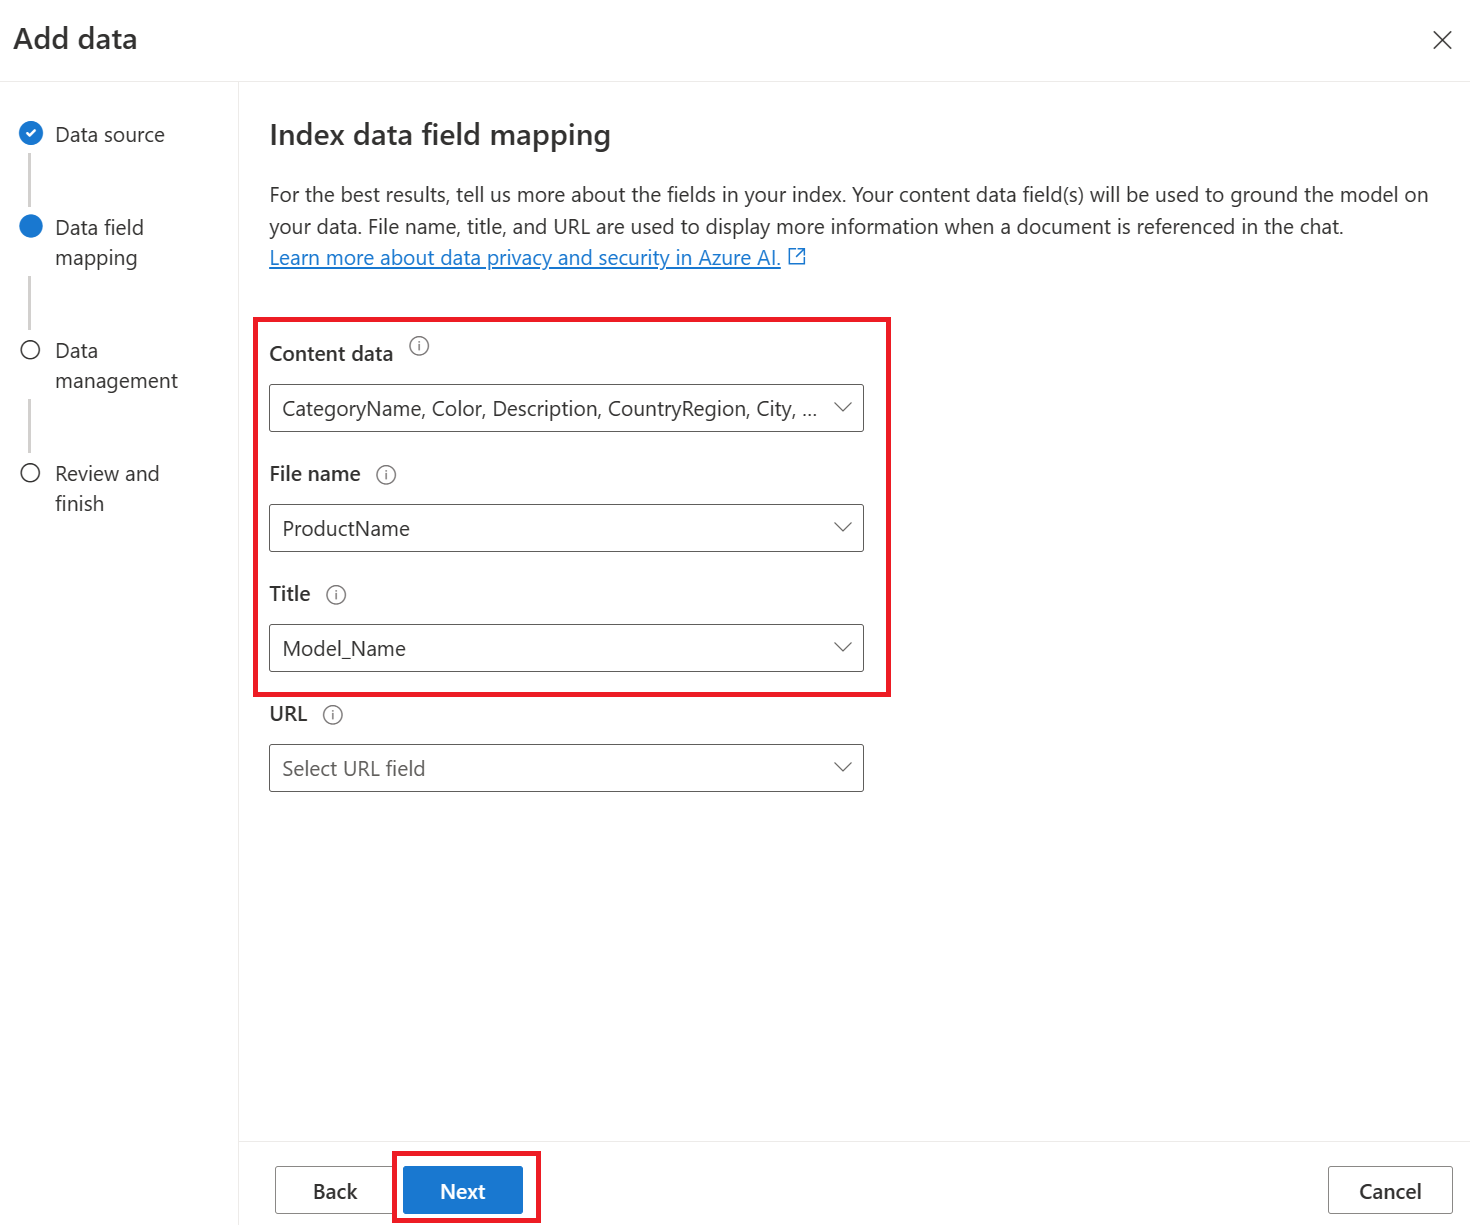 Add data
Data source
Data field
mapping
Data
management
Review and
finish
Index data field mapping
For the best results, tell us more about the fields in your index. Your content data field(s) will be used to ground the model on
your data. File name, title, and URL are used to display more information when a document is referenced in the chat.
Learn more about data privacy and security in Azure AI.
Content data
CategoryName, Color, Description, CountryRegion, City, ...
File name
ProductName
Title
Model_Name
URL
Select URL field
Back
Next
Cancel